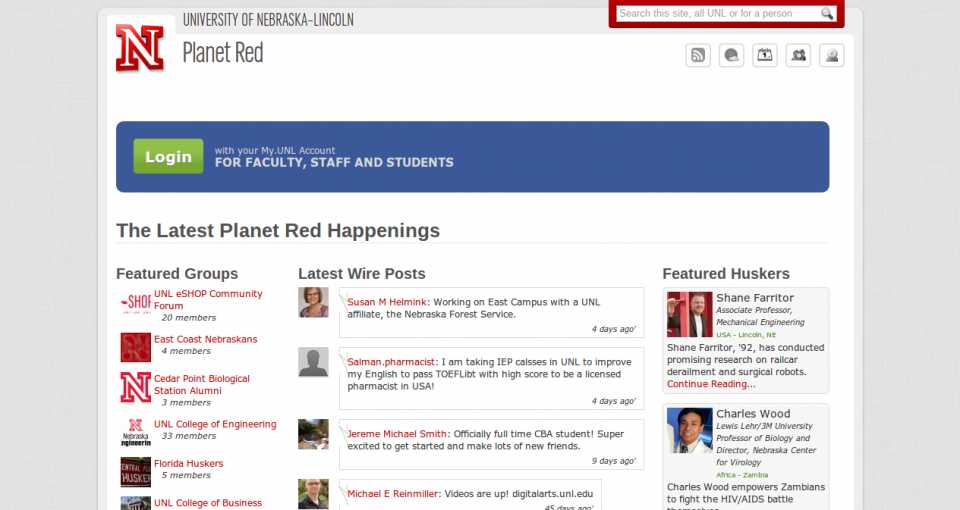 UNIVERSITY OF NEBRASKA–LINCOLN
Search this site, all UNL or for a person
N
Planet Red
1
Login
with your My.UNL Account
FOR FACULTY, STAFF AND STUDENTS
The Latest Planet Red Happenings
Featured Groups
SHOP
UNL eSHOP Community
Forum
20 members
East Coast Nebraskans
4 members
N
Cedar Point Biological
Station Alumni
3 members
N
Nebraska
ngineerin
UNL College of Engineering
33 members
HUSKER
Florida Huskers
5 members
UNL College of Business
Latest Wire Posts
Susan M Helmink: Working on East Campus with a UNL
affiliate, the Nebraska Forest Service.
4 days ago'
Salman.pharmacist: I am taking IEP calsses in UNL to improve
my English to pass TOEFLibt with high score to be a licensed
pharmacist in USA!
4 days ago'
Jereme Michael Smith: Officially full time CBA student! Super
excited to get started and make lots of new friends.
9 days ago'
Michael E Reinmiller: Videos are up! digitalarts.unl.edu
45 days ago'
Featured Huskers
Shane Farritor
Associate Professor,
Mechanical Engineering
USA - Lincoln, NE
Shane Farritor, '92, has conducted
promising research on railcar
derailment and surgical robots.
Continue Reading...
Charles Wood
Lewis Lehr/3M University
Professor of Biology and
Director, Nebraska Center
for Virology
Africa - Zambia
Charles Wood empowers Zambians
to fight the HIV/AIDS battle